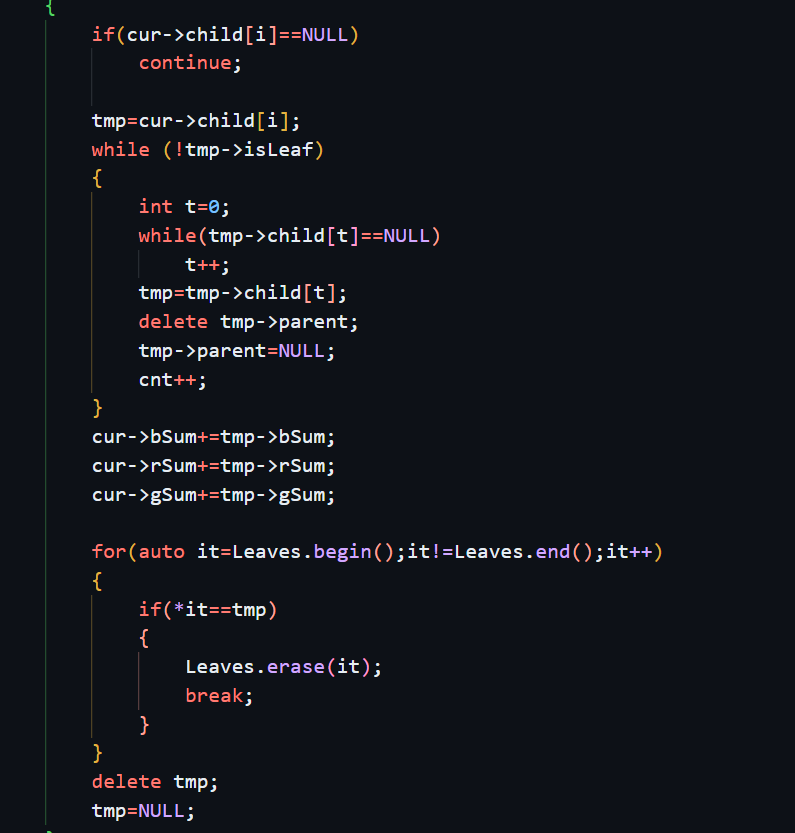 {
if(cur->child[i]==NULL)
continue;
tmp=cur->child[i];
while (!tmp->isLeaf)
{
int t=0;
while(tmp->child[t]==NULL)
t++;
tmp=tmp->child[t];
delete tmp->parent;
tmp->parent=NULL;
cnt++;
}
cur->bSum+=tmp->bSum;
cur->rSum+=tmp->rSum;
cur->gSum+=tmp->gSum;
for(auto it=Leaves.begin();it!=Leaves.end();it++)
{
if(*it==tmp)
{
Leaves.erase(it);
break;
}
}
delete tmp;
tmp=NULL;